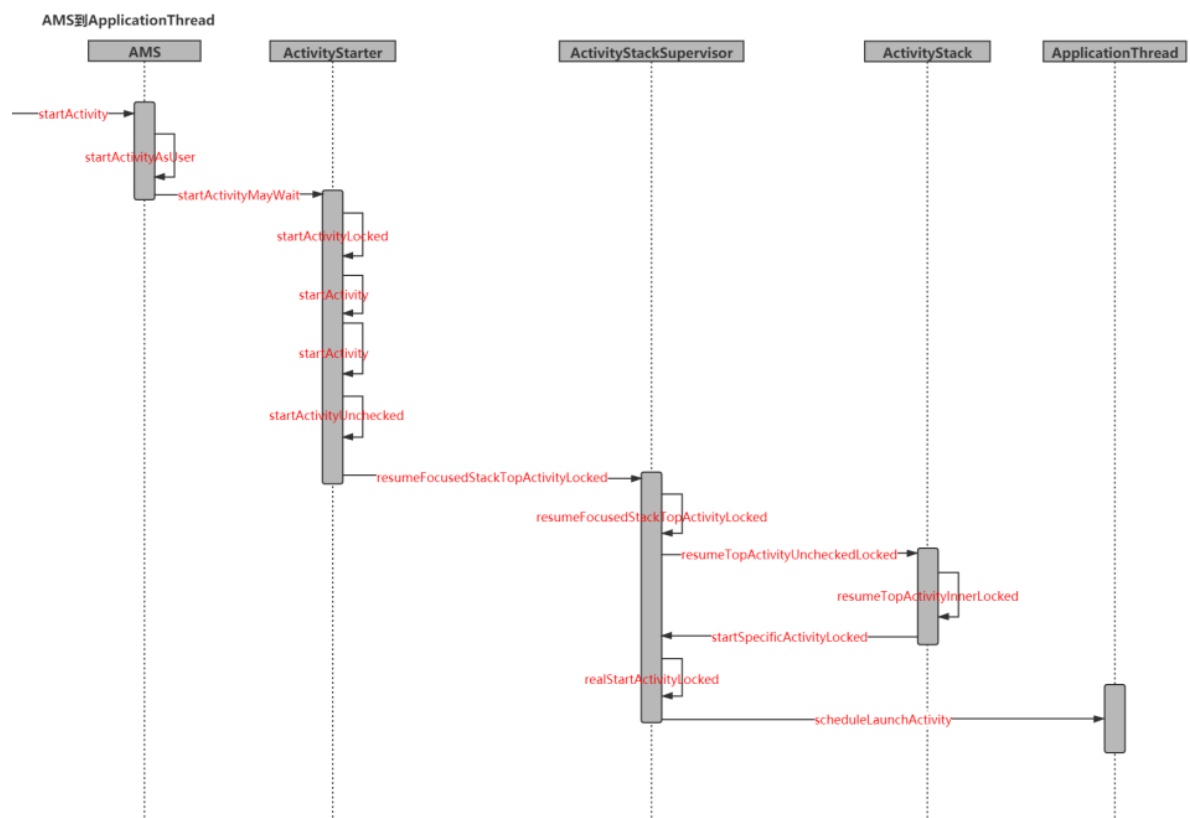 AMS到ApplicationThread
AMS
ActivityStarter
ActivityStackSupervisor
ActivityStack
ApplicationThread
startActivity
startActivityAsUser
startActivityMayWait
startActivityLocked
startActivity
startActivity
startActivityUnchecked
resumeFocusedStackTopActivityLocked
resumeFocusedStackTopActivityLocked
resumeTopActivityUncheckedLocked
resumeTopActivityInnerLocked
startSpecificActivityLocked
realStartActivityLocked
scheduleLaunchActivity